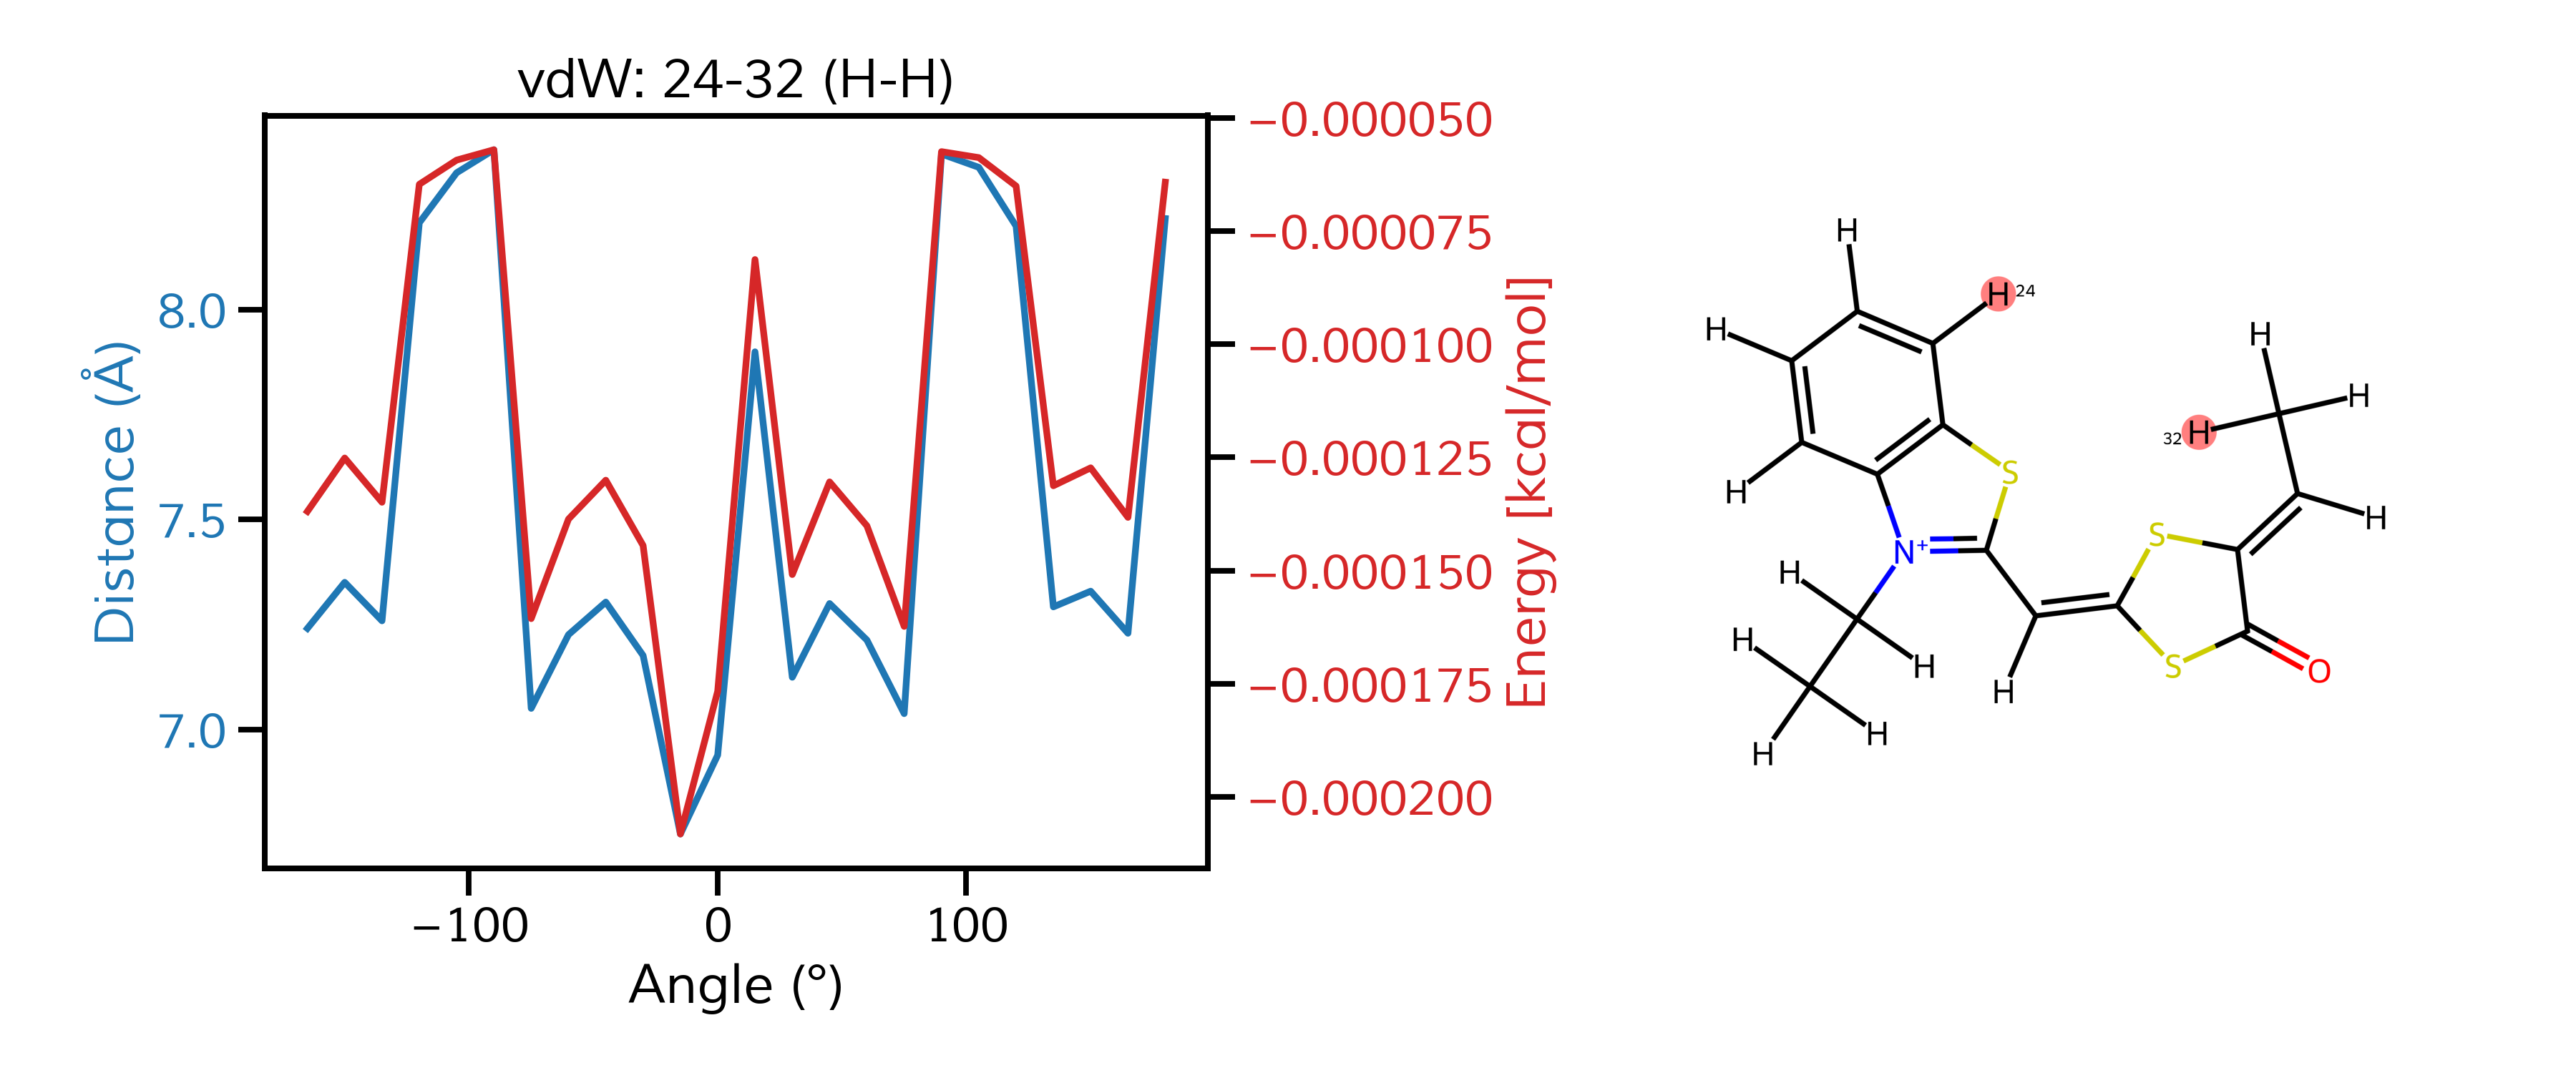 vdW: 24-32 (H-H)
Distance (Å)
8.0
7.5
7.0
−100
0
100
Angle (°)
−0.000050
−0.000075
−0.000100
−0.000125
−0.000150
−0.000175
−0.000200
Energy [kcal/mol]
H
H 24
H
H
H
32 H
H
S
H
H
N+
S
H
H
H
S
O
H
H
H